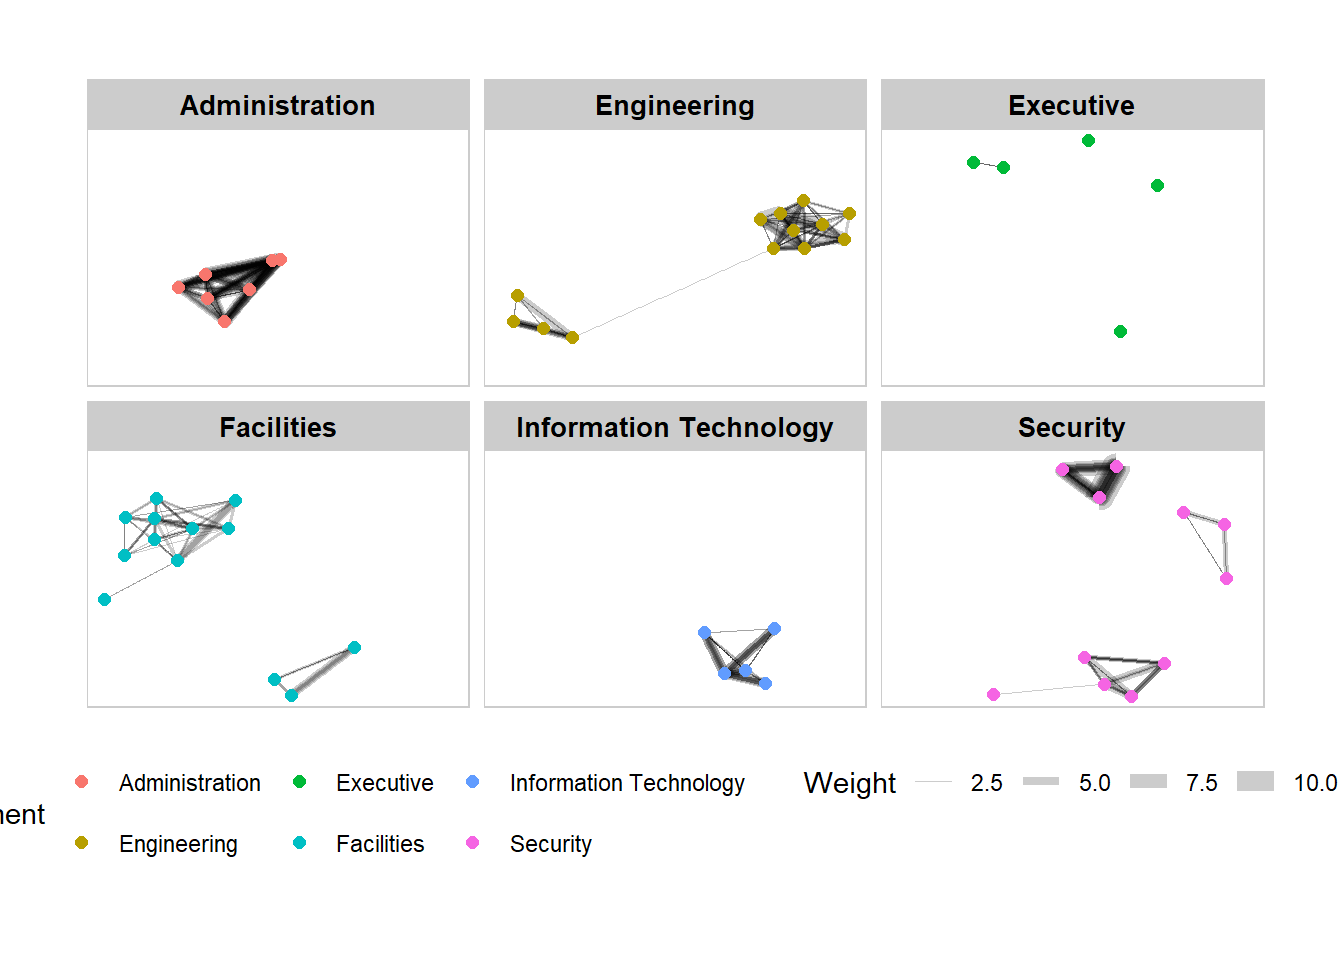 Administration Engineering Executive
Facilities Information Technology Security
Administration Executive Information Technology Weight 2.5 5.0 7.5 10.0
ment
Engineering Facilities Security